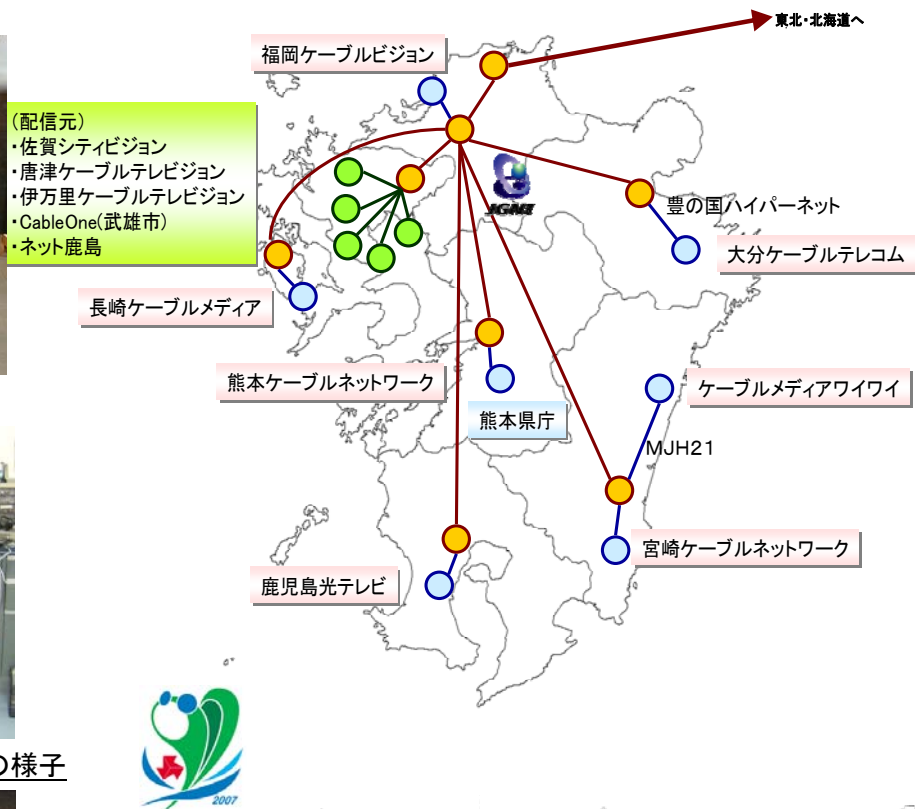 東北・北海道へ
福岡ケーブルビジョン
(配信元)
・佐賀シティビジョン
・唐津ケーブルテレビジョン
・伊万里ケーブルテレビジョン
・CableOne(武雄市)
・ネット鹿島
JGNII
豊の国ハイパーネット
大分ケーブルテレコム
長崎ケーブルメディア
熊本ケーブルネットワーク
熊本県庁
ケーブルメディアワイワイ
MJH21
宮崎ケーブルネットワーク
鹿児島光テレビ
の様子
2007